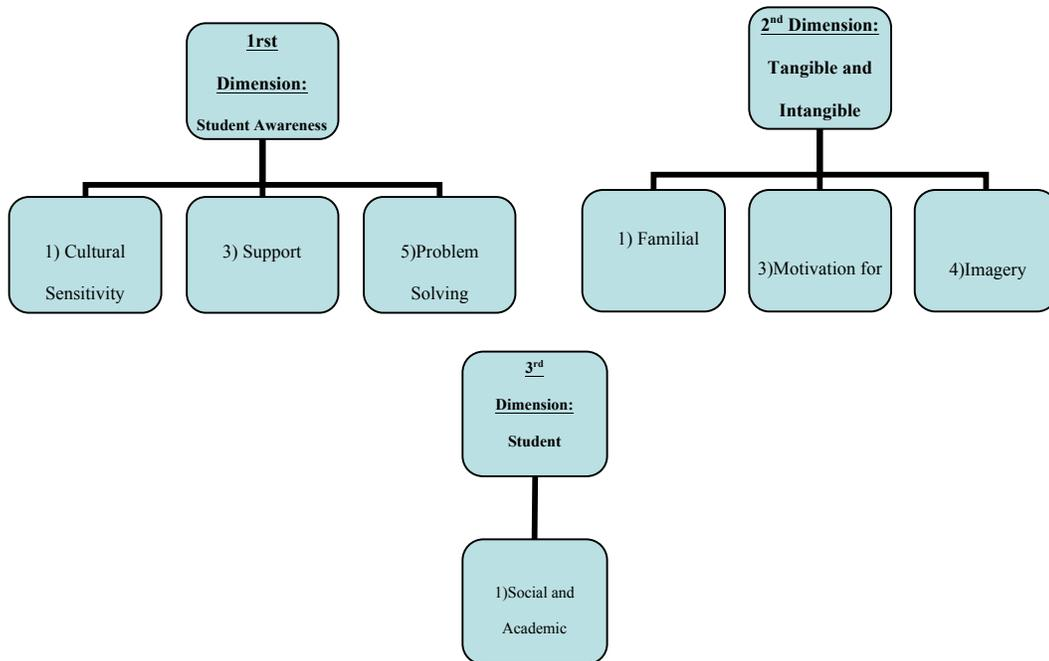 1rst
Dimension:
Student Awareness
1) Cultural
Sensitivity
3) Support
5)Problem
Solving
2nd Dimension:
Tangible and
Intangible
1) Familial
3)Motivation for
4)Imagery
3rd
Dimension:
Student
1)Social and
Academic